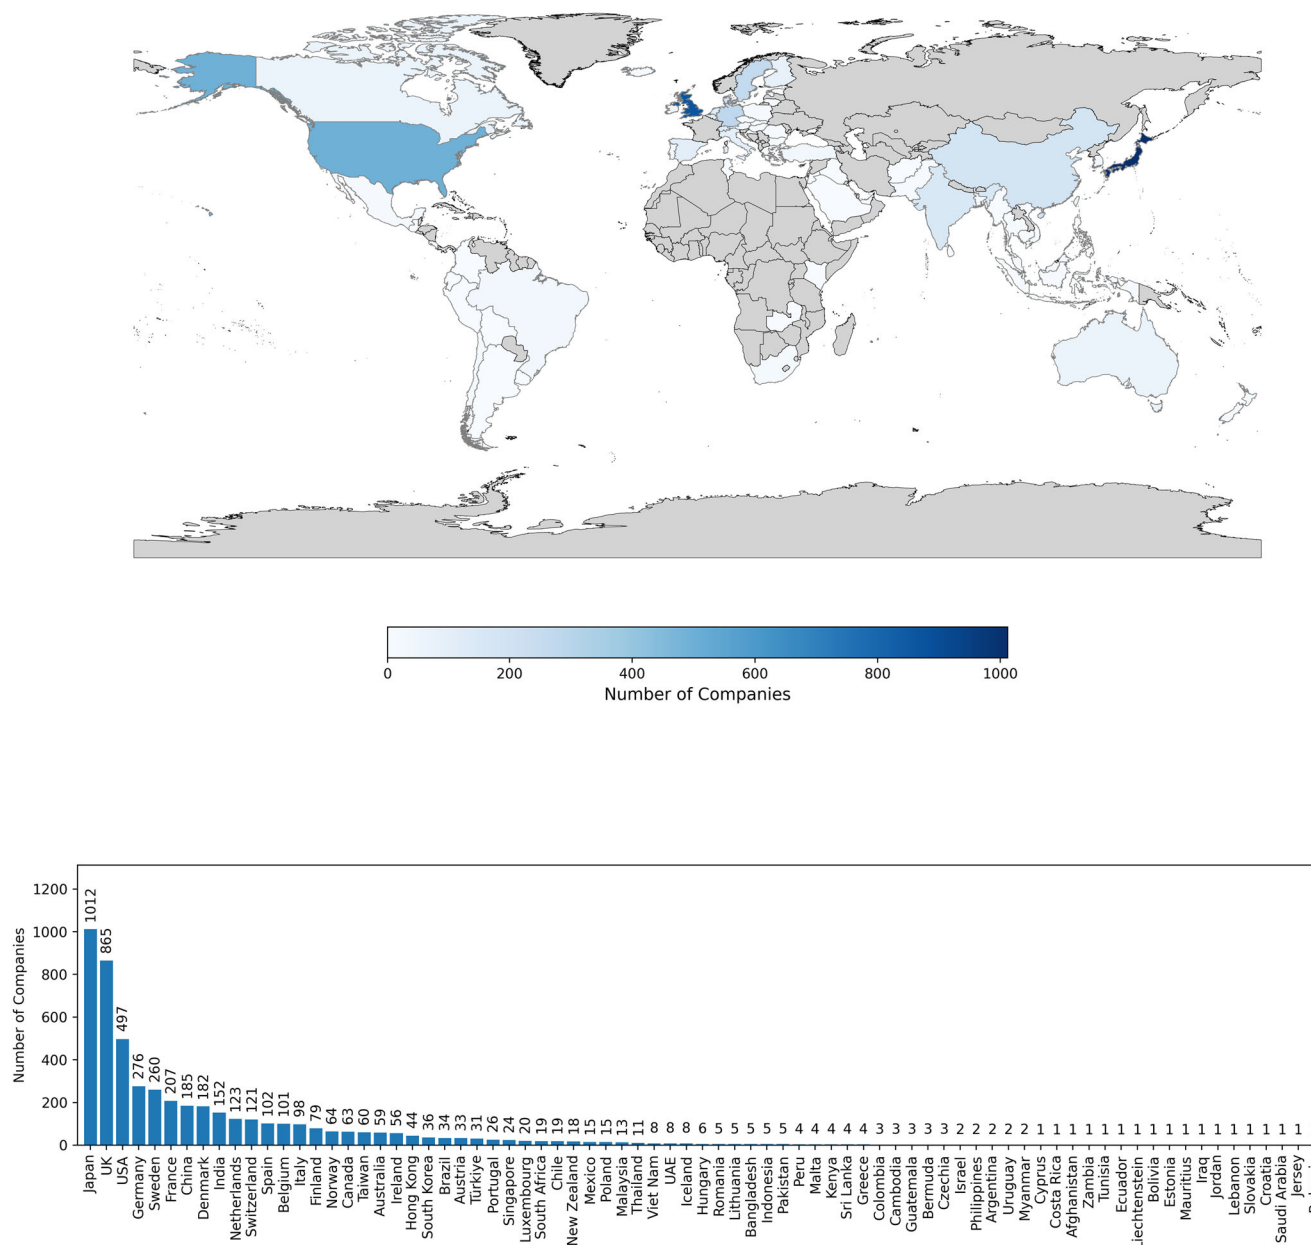 0 200 400 600 800 1000
Number of Companies
Number of Companies
1200
1000
800
600
400
200
0
1012 865 497 276 260 207 185 182 152 123 121 102 101 98 79 64 63 60 59 56 44 36 34 33 31 26 24 20 19 19 18 15 15 13 11 8 8 8 6 5 5 5 5 5 4 4 4 4 4 3 3 3 3 3 2 2 2 2 2 1 1 1 1 1 1 1 1 1 1 1 1 1 1 1 1 1
Japan
UK
USA
Germany
Sweden
France
China
Denmark
India
Netherlands
Switzerland
Spain
Belgium
Italy
Finland
Norway
Canada
Taiwan
Australia
Ireland
Hong Kong
South Korea
Brazil
Austria
Türkiye
Portugal
Singapore
Luxembourg
South Africa
Chile
New Zealand
Mexico
Poland
Malaysia
Thailand
Viet Nam
UAE
Iceland
Hungary
Romania
Lithuania
Bangladesh
Indonesia
Pakistan
Peru
Malta
Kenya
Sri Lanka
Greece
Colombia
Cambodia
Guatemala
Bermuda
Czechia
Israel
Philippines
Argentina
Uruguay
Myanmar
Cyprus
Costa Rica
Afghanistan
Zambia
Tunisia
Ecuador
Liechtenstein
Bolivia
Estonia
Mauritius
Iraq
Jordan
Lebanon
Slovakia
Croatia
Saudi Arabia
Jersey